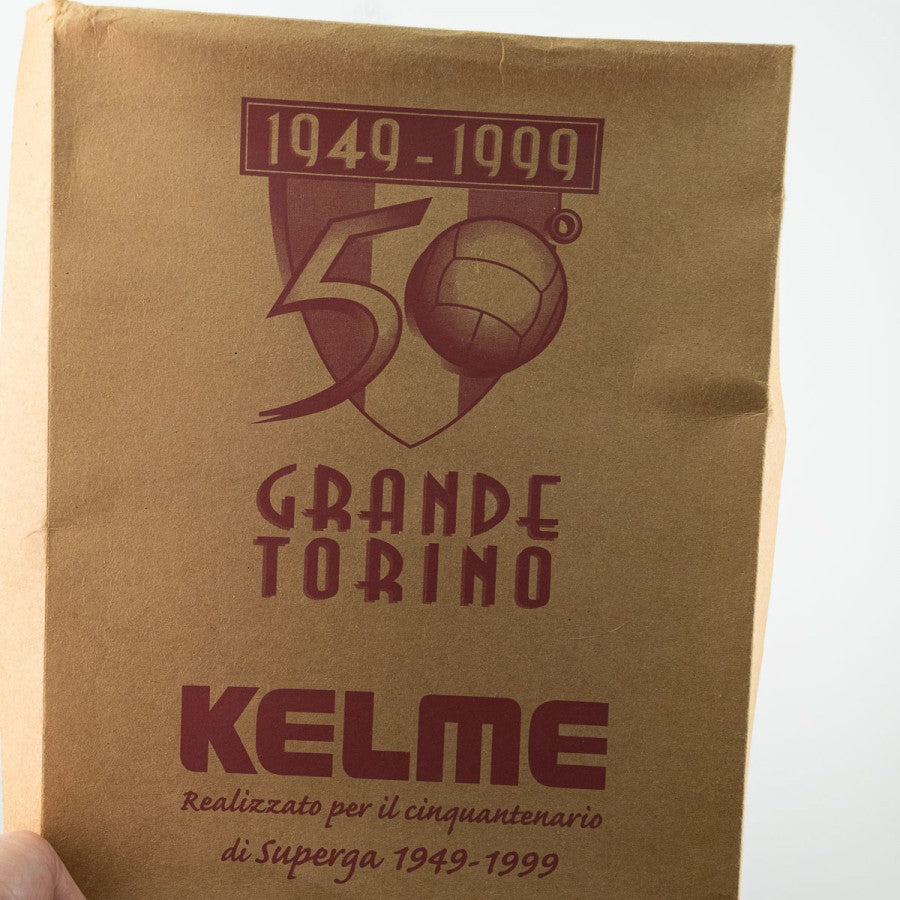 1949 - 1999
50°
GRANDE
TORINO
KELME
Realizzato per il cinquantenario
di Superga 1949-1999